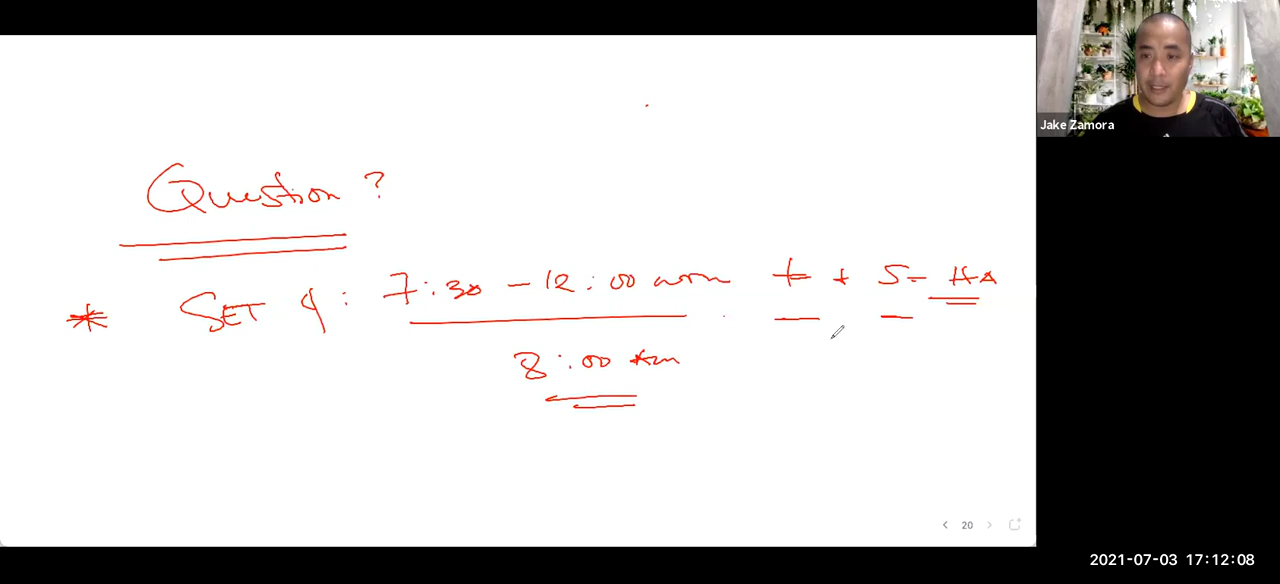 Jake Zamora
Question?
* SET 4: 7:30 - 12:00 + S- HA
8:00 Am
20
2021-07-03 17:12:08